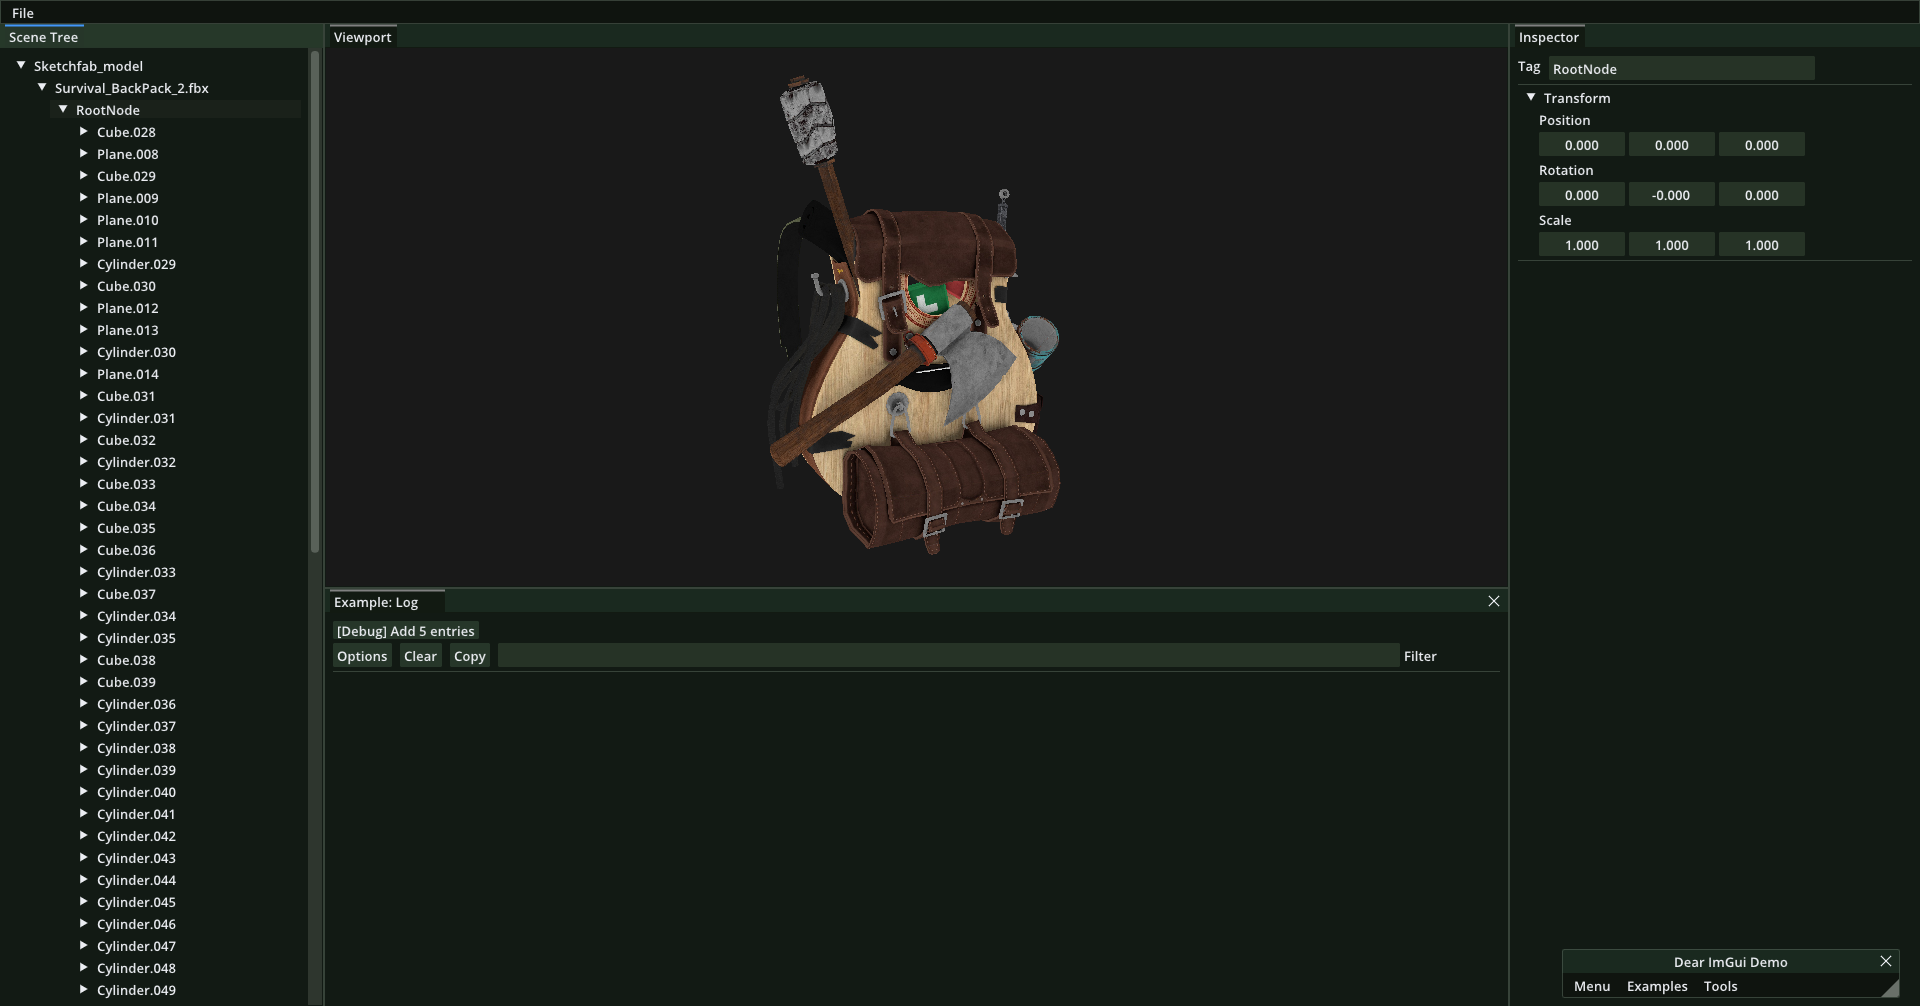 File
Scene Tree
Sketchfab_model
Survival_BackPack_2.fbx
RootNode
Cube.028
Plane.008
Cube.029
Plane.009
Plane.010
Plane.011
Cylinder.029
Cube.030
Plane.012
Plane.013
Cylinder.030
Plane.014
Cube.031
Cylinder.031
Cube.032
Cylinder.032
Cube.033
Cube.034
Cube.035
Cube.036
Cylinder.033
Cube.037
Cylinder.034
Cylinder.035
Cube.038
Cube.039
Cylinder.036
Cylinder.037
Cylinder.038
Cylinder.039
Cylinder.040
Cylinder.041
Cylinder.042
Cylinder.043
Cylinder.044
Cylinder.045
Cylinder.046
Cylinder.047
Cylinder.048
Cylinder.049
Viewport
Example: Log
[Debug] Add 5 entries
Options Clear Copy Filter
Inspector
Tag RootNode
Transform
Position
0.000 0.000 0.000
Rotation
0.000 -0.000 0.000
Scale
1.000 1.000 1.000
Dear ImGui Demo
Menu Examples Tools